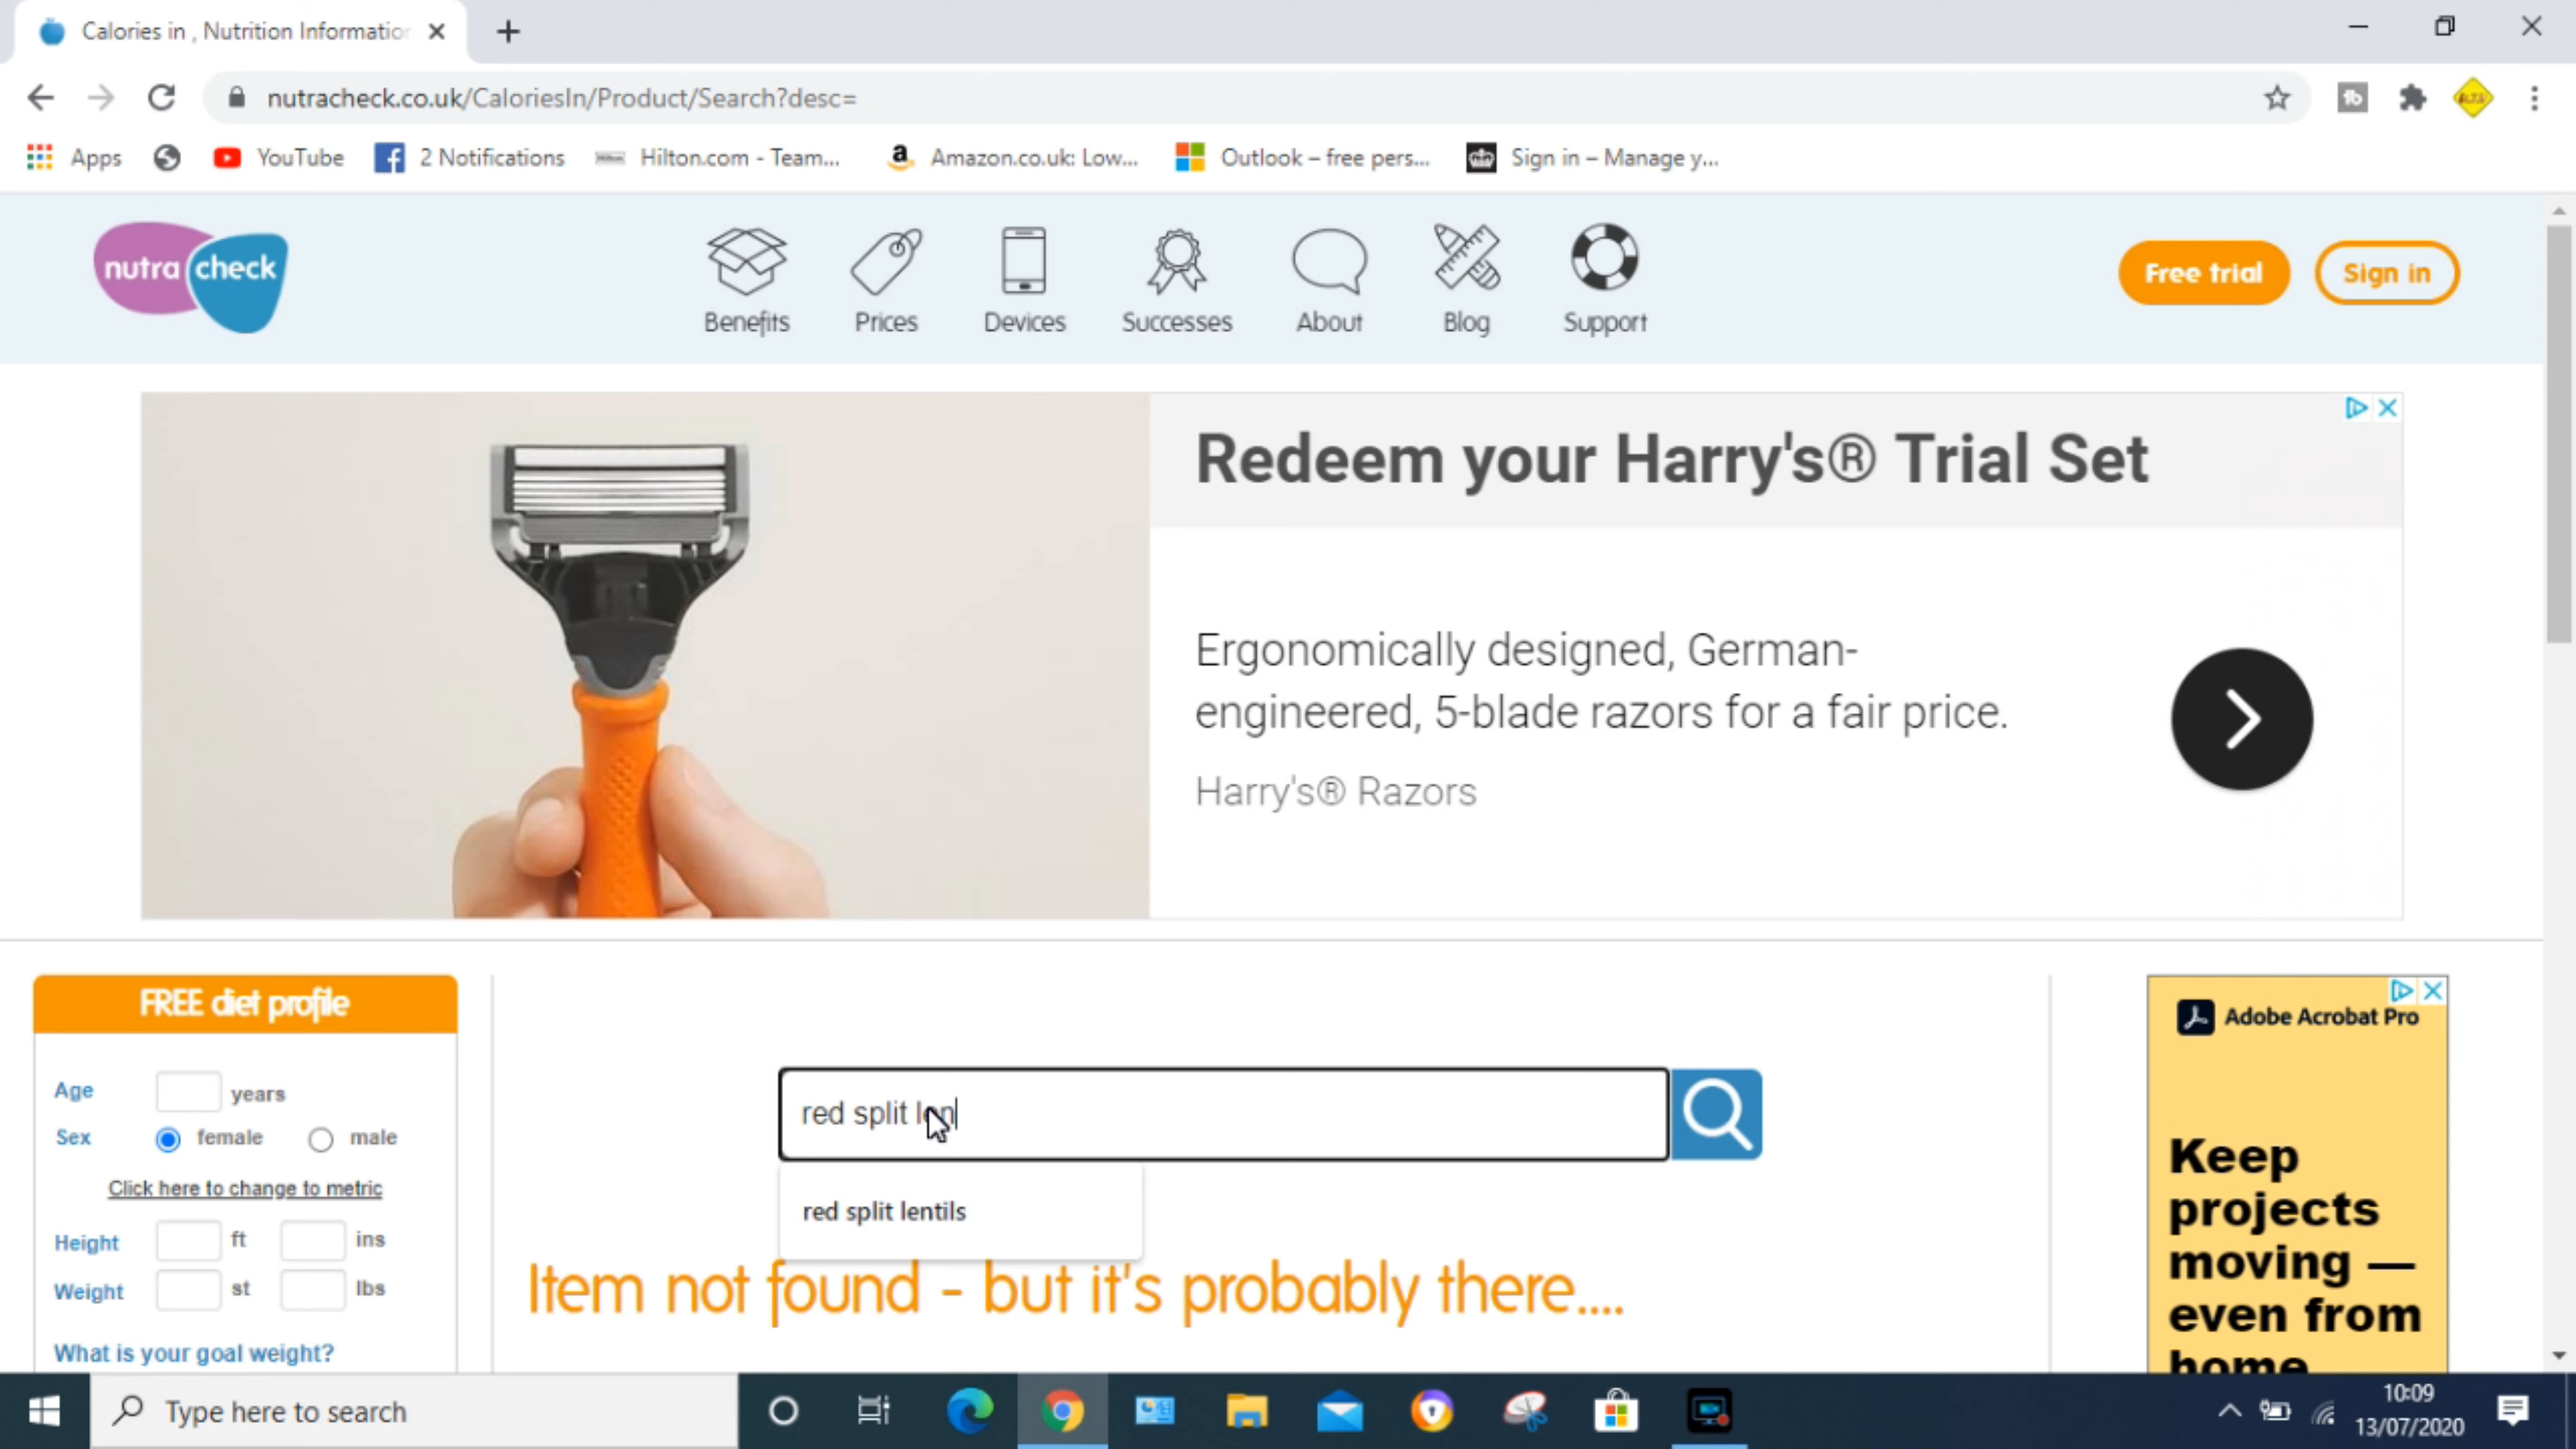 Calories in , Nutrition Information
nutracheck.co.uk/CaloriesIn/Product/Search?desc=
Apps
YouTube
2 Notifications
Hilton.com - Team...
Amazon.co.uk: Low...
Outlook – free pers...
Sign in – Manage y...
nutra check
Benefits
Prices
Devices
Successes
About
Blog
Support
Free trial
Sign in
Redeem your Harry's® Trial Set
Ergonomically designed, German-
engineered, 5-blade razors for a fair price.
Harry's® Razors
FREE diet profile
Age years
Sex female male
Click here to change to metric
Height ft ins
Weight st lbs
What is your goal weight?
red split len
red split lentils
Item not found - but it's probably there....
Adobe Acrobat Pro
Keep
projects
moving —
even from
home
Type here to search
10:09
13/07/2020